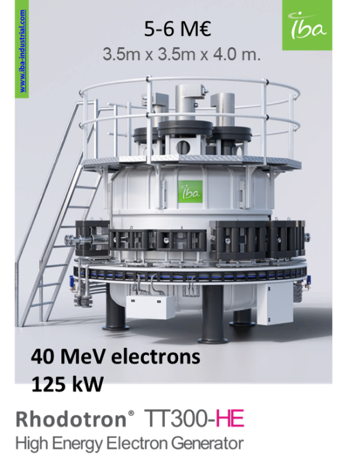 www.iba-industrial.com
5-6 M€
3.5m x 3.5m x 4.0 m.
iba
iba
40 MeV electrons
125 kW
Rhodotron® TT300-HE
High Energy Electron Generator